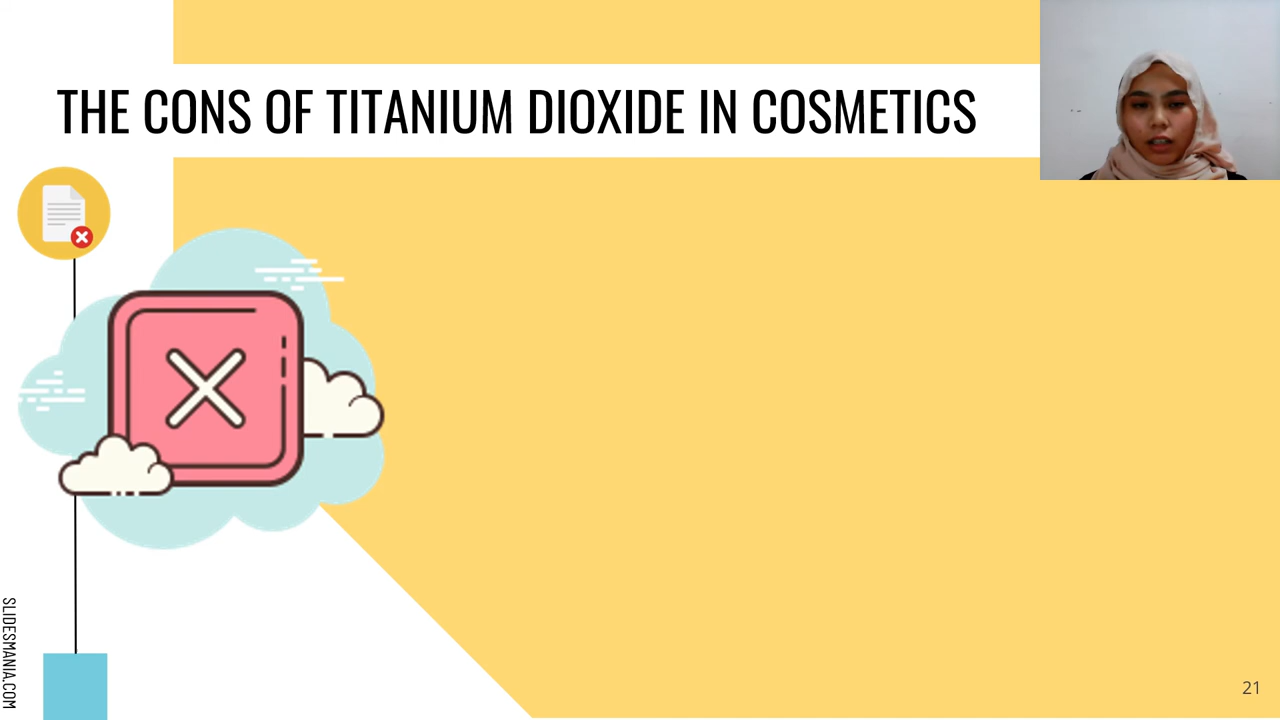 THE CONS OF TITANIUM DIOXIDE IN COSMETICS
SLIDESMANIA.COM
21